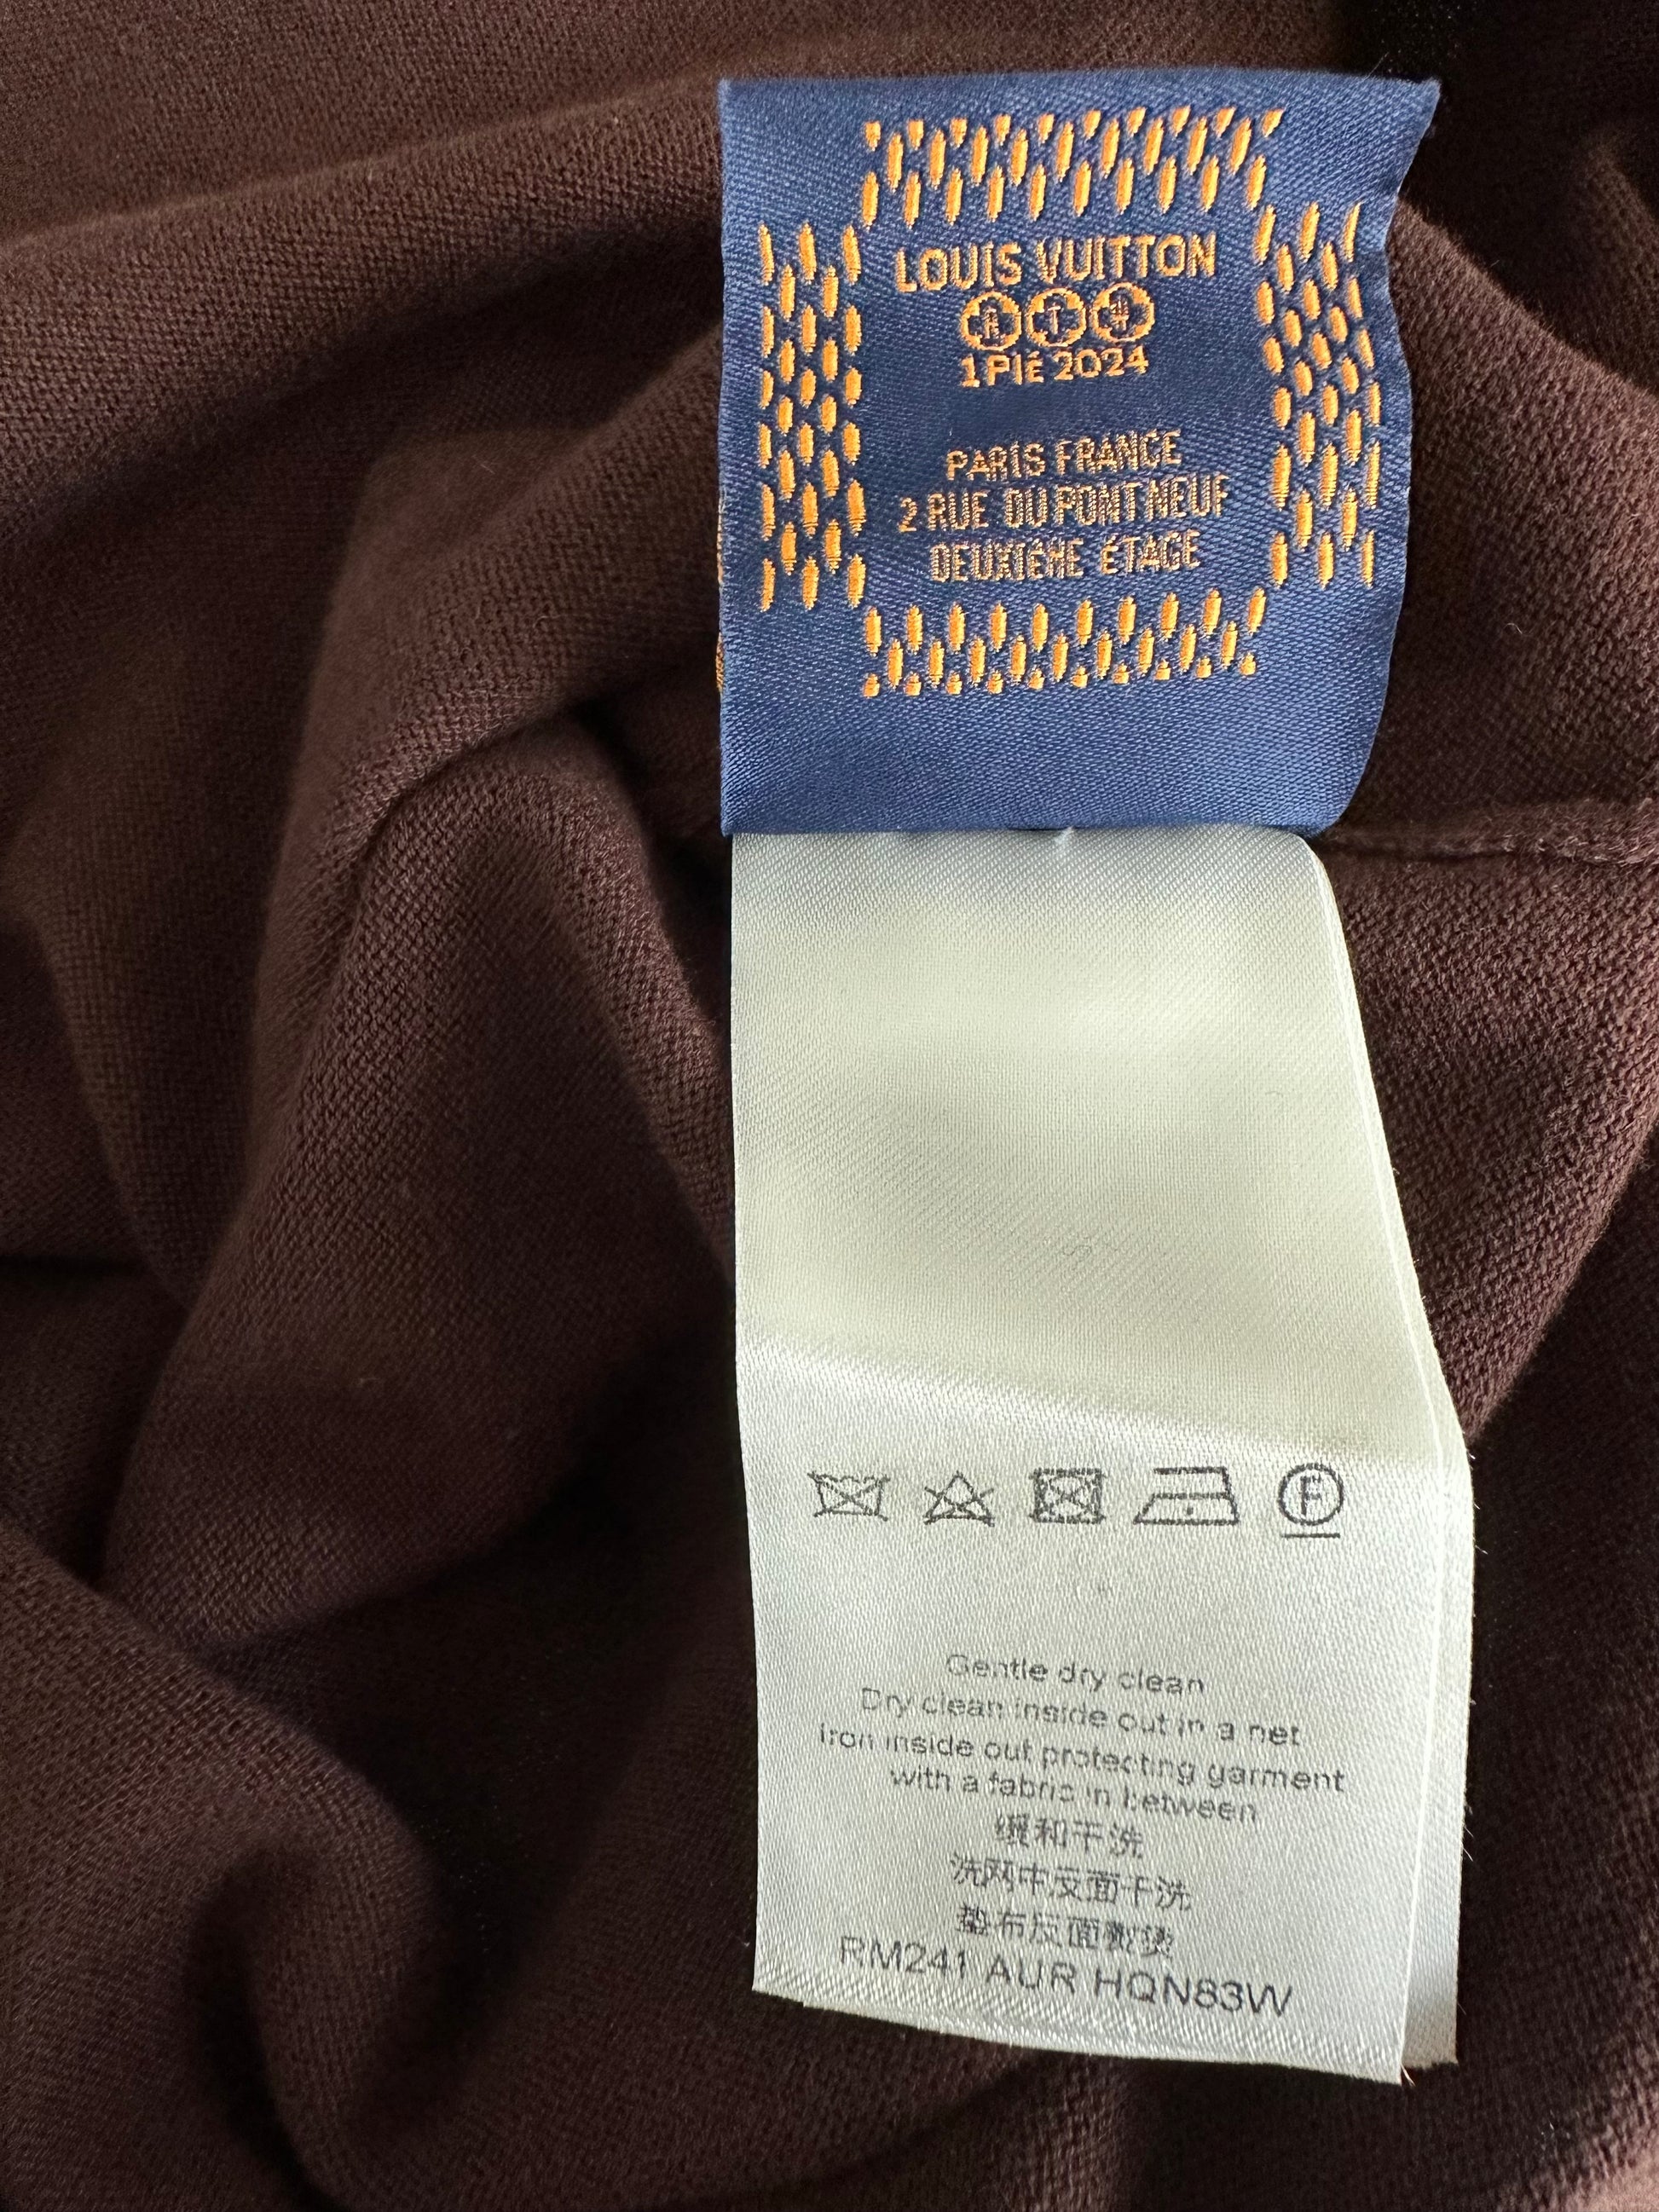 LOUIS VUITTON
R T W
1 PIÉ 2024
PARIS FRANCE
2 RUE DU PONT NEUF
DEUXIÈME ÉTAGE
F
Gentle dry clean
Dry clean inside out in a net
Iron inside out protecting garment
with a fabric in between
缓和干洗
洗网中反面干洗
垫布反面熨烫
RM241 AUR HQN83W